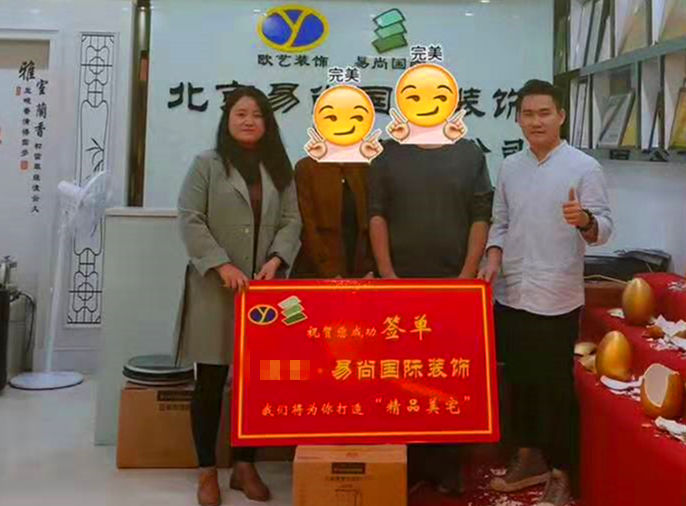 欧艺装饰
易尚国
北京易尚国 装饰
公司
雅
室蘭香
完美
完美
祝贺您成功 签单
易尚国际装饰
我们将为你打造“精品美宅”